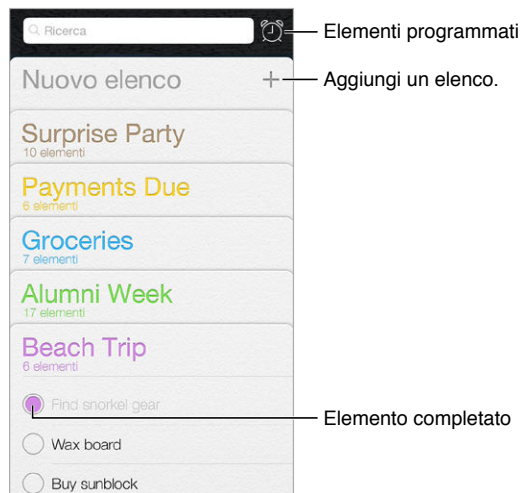 Ricerca
Elementi programmati
Nuovo elenco
Aggiungi un elenco.
Surprise Party
10 elementi
Payments Due
6 elementi
Groceries
7 elementi
Alumni Week
17 elementi
Beach Trip
6 elementi
Find snorkel gear
Elemento completato
Wax board
Buy sunblock